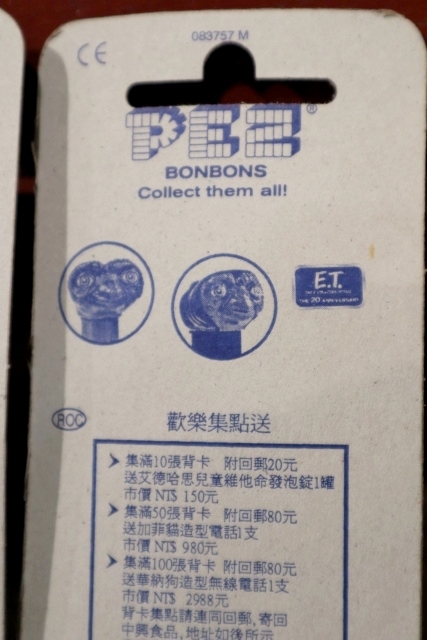 083757 M
CE
PEZ®
BONBONS
Collect them all!
E.T.
THE 20TH ANNIVERSARY
ROC
歡樂集點送
➤ 集滿10張背卡 附回郵20元
送艾德哈思兒童維他命發泡錠1罐
市價 NT$ 150元
➤ 集滿50張背卡 附回郵80元
送加菲貓造型電話1支
市價 NT$ 980元
➤ 集滿100張背卡 附回郵80元
送華納狗造型無線電話1支
市價 NT$ 2988元
背卡集點請連同回郵,寄回
中興食品,地址如後所示